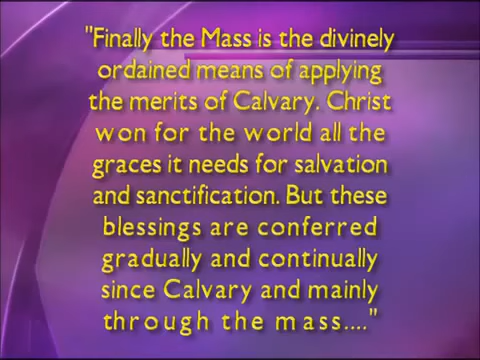 "Finally the Mass is the divinely
ordained means of applying
the merits of Calvary. Christ
won for the world all the
graces it needs for salvation
and sanctification. But these
blessings are conferred
gradually and continually
since Calvary and mainly
through the mass...."